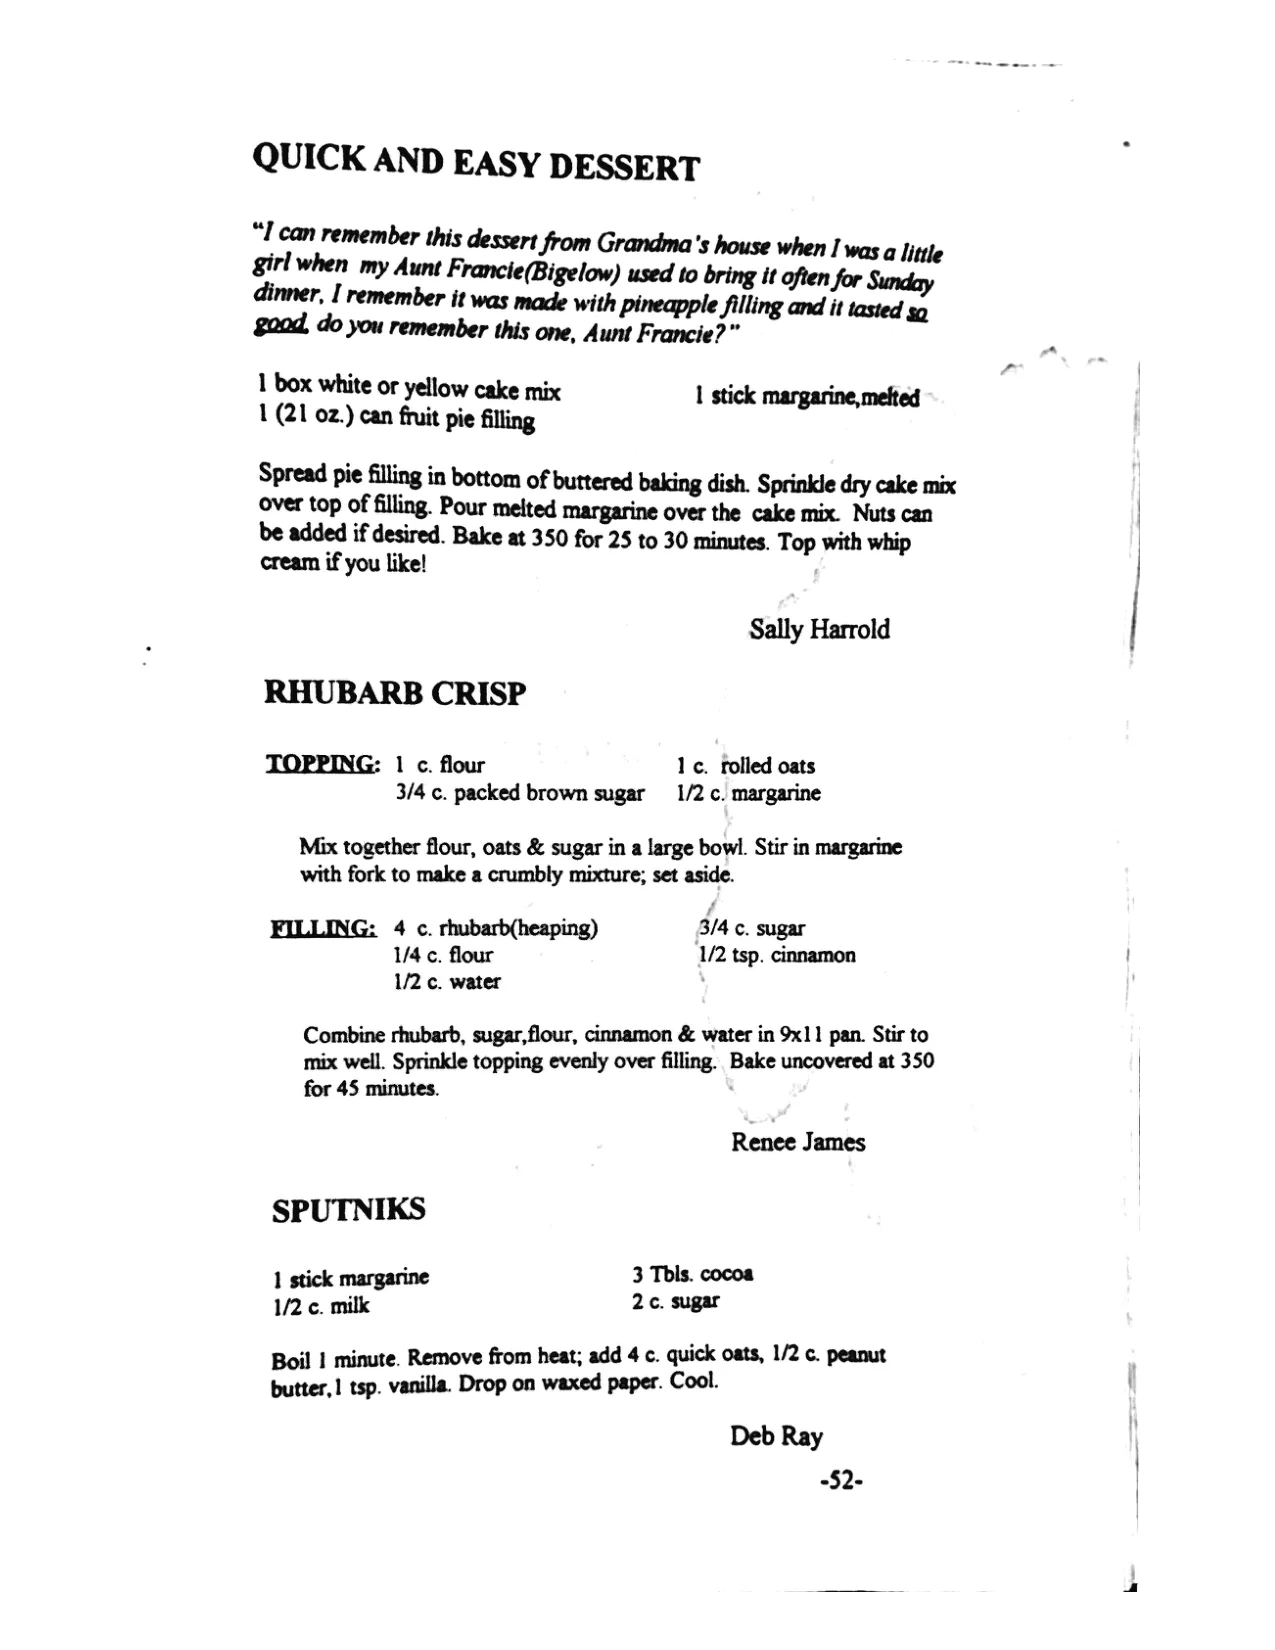 QUICK AND EASY DESSERT
"I can remember this dessert from Grandma's house when I was a little
girl when my Aunt Francie(Bigelow) used to bring it often for Sunday
dinner, I remember it was made with pineapple filling and it tasted so
good, do you remember this one, Aunt Francie?"
1 box white or yellow cake mix 1 stick margarine,melted
1 (21 oz.) can fruit pie filling
Spread pie filling in bottom of buttered baking dish. Sprinkle dry cake mix
over top of filling. Pour melted margarine over the cake mix. Nuts can
be added if desired. Bake at 350 for 25 to 30 minutes. Top with whip
cream if you like!
Sally Harrold
RHUBARB CRISP
TOPPING: 1 c. flour 1 c. rolled oats
3/4 c. packed brown sugar 1/2 c. margarine
Mix together flour, oats & sugar in a large bowl. Stir in margarine
with fork to make a crumbly mixture; set aside.
FILLING: 4 c. rhubarb(heaping) 3/4 c. sugar
1/4 c. flour 1/2 tsp. cinnamon
1/2 c. water
Combine rhubarb, sugar,flour, cinnamon & water in 9x11 pan. Stir to
mix well. Sprinkle topping evenly over filling. Bake uncovered at 350
for 45 minutes.
Renee James
SPUTNIKS
1 stick margarine 3 Tbls. cocoa
1/2 c. milk 2 c. sugar
Boil 1 minute. Remove from heat; add 4 c. quick oats, 1/2 c. peanut
butter,1 tsp. vanilla. Drop on waxed paper. Cool.
Deb Ray
-52-